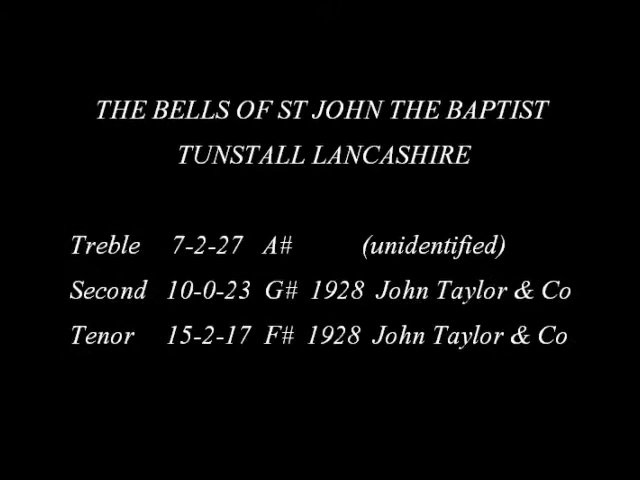 THE BELLS OF ST JOHN THE BAPTIST
TUNSTALL LANCASHIRE
Treble 7-2-27 A# (unidentified)
Second 10-0-23 G# 1928 John Taylor & Co
Tenor 15-2-17 F# 1928 John Taylor & Co